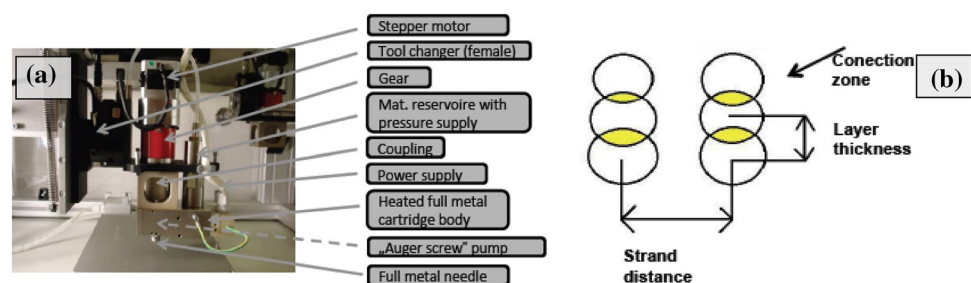 (a)
Stepper motor
Tool changer (female)
Gear
Mat. reservoire with
pressure supply
Coupling
Power supply
Heated full metal
cartridge body
„Auger screw" pump
Full metal needle
(b)
Conection
zone
Layer
thickness
Strand
distance